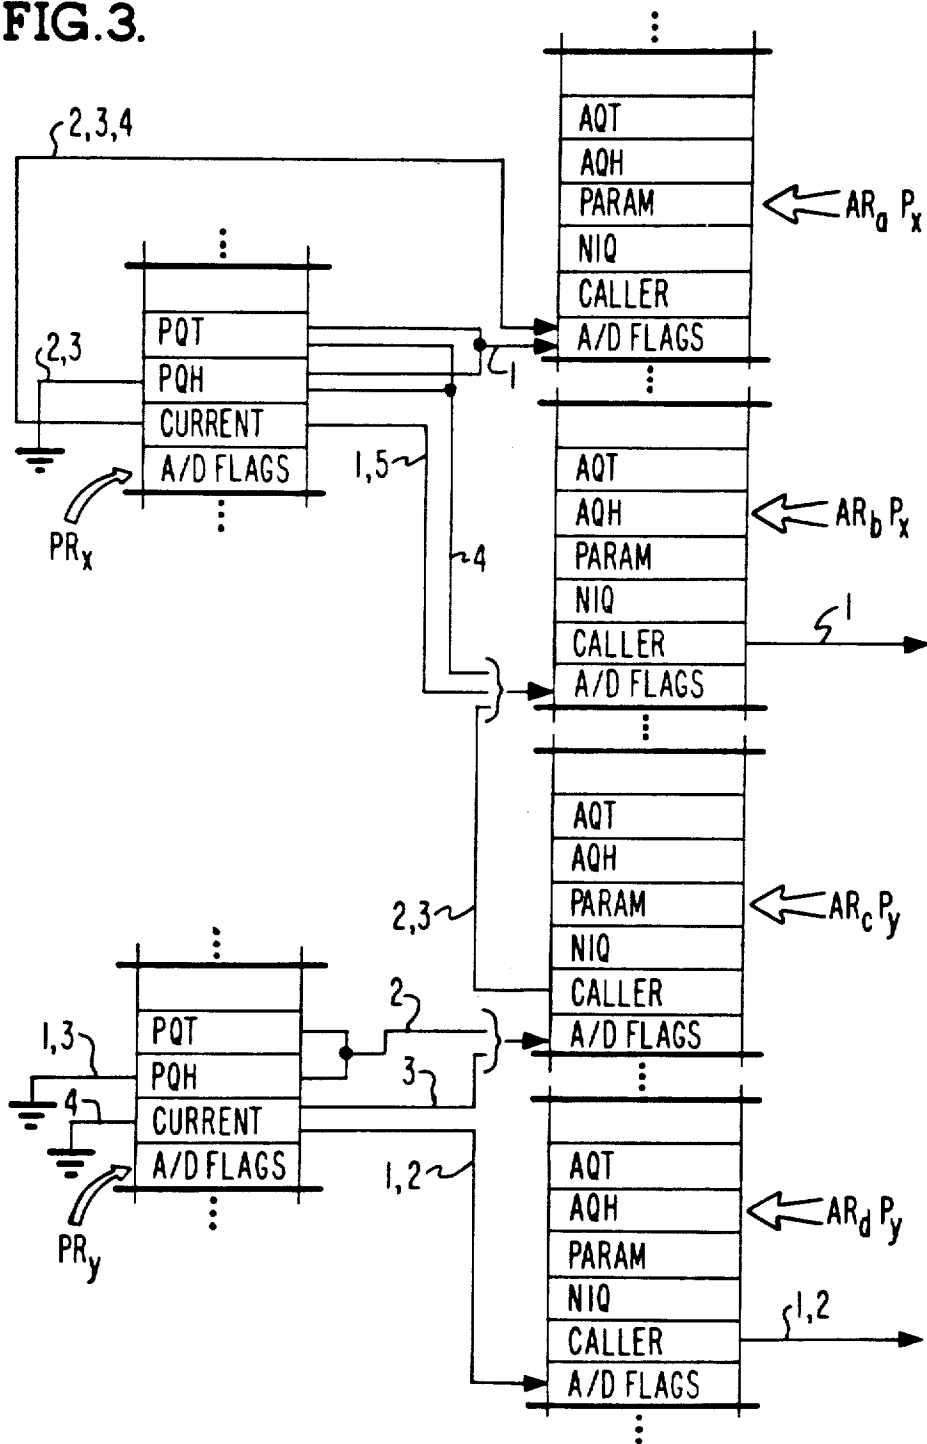 FIG.3.
2,3,4
AQT
AQH
PARAM
NIQ
CALLER
A/D FLAGS
ARa Px
PQT
PQH
CURRENT
A/D FLAGS
2,3
1
1,5
4
PRx
AQT
AQH
PARAM
NIQ
CALLER
A/D FLAGS
ARb Px
1
AQT
AQH
PARAM
NIQ
CALLER
A/D FLAGS
ARc Py
2,3
PQT
PQH
CURRENT
A/D FLAGS
1,3
4
2
3
1,2
PRy
AQT
AQH
PARAM
NIQ
CALLER
A/D FLAGS
ARd Py
1,2